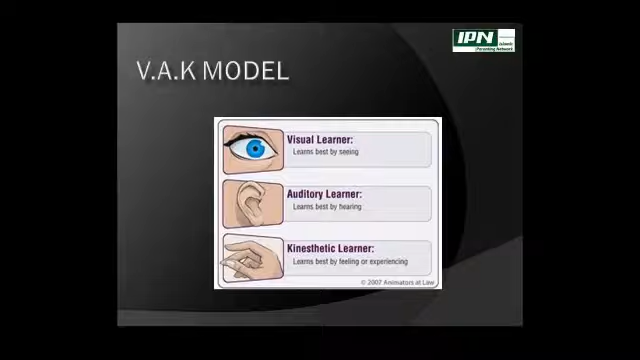 IPN
Islamic
Parenting Network
V.A.K MODEL
Visual Learner:
Learns best by seeing
Auditory Learner:
Learns best by hearing
Kinesthetic Learner:
Learns best by feeling or experiencing
© 2007 Animators at Law